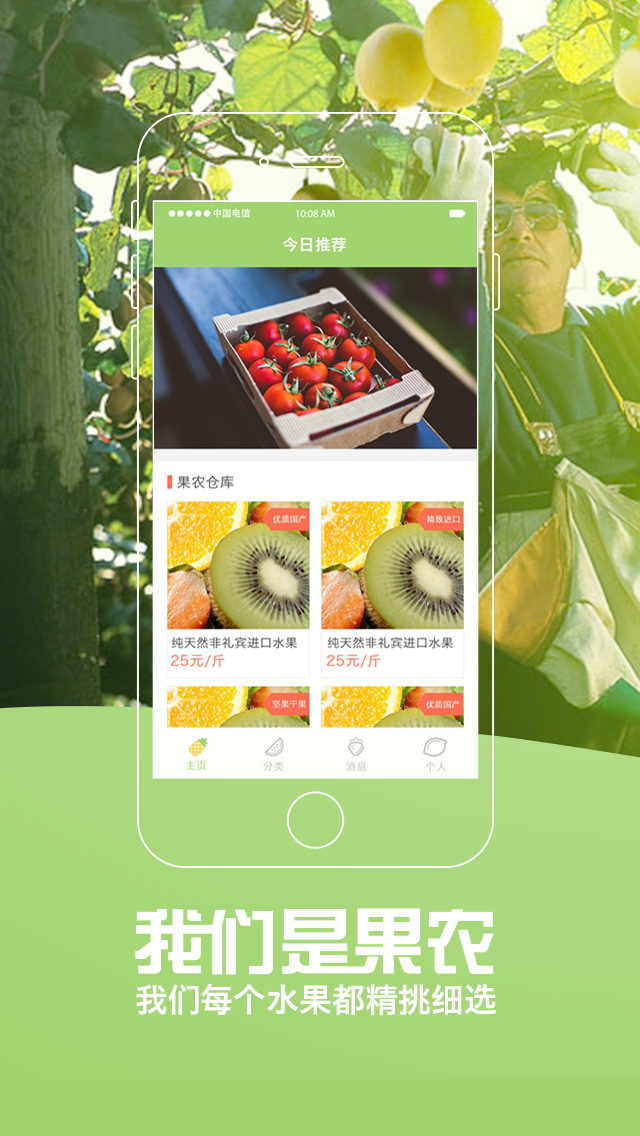 中国电信 10:08 AM
今日推荐
果农仓库
优质国产 精致进口
纯天然非礼宾进口水果 纯天然非礼宾进口水果
25元/斤 25元/斤
坚果干果 优质国产
主页 分类 消息 个人
我们是果农
我们每个水果都精挑细选